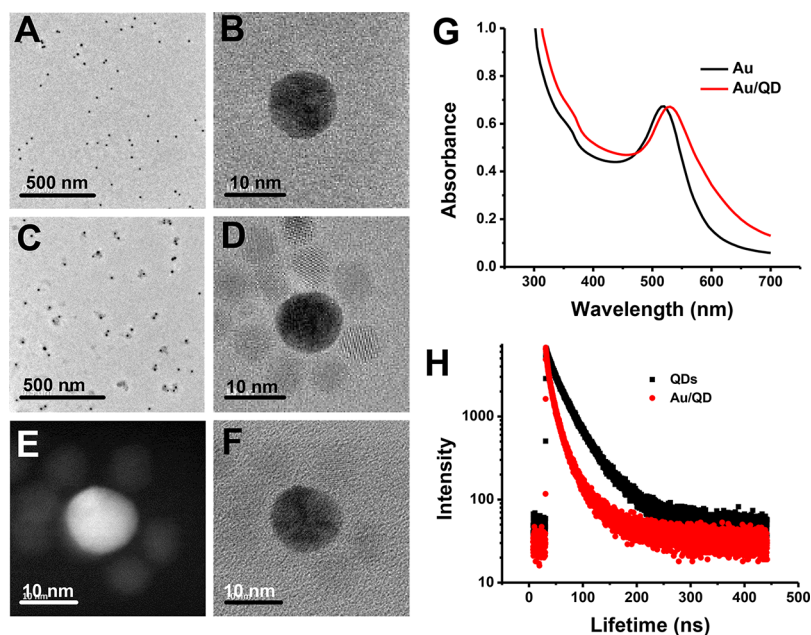 A
500 nm
B
10 nm
C
500 nm
D
10 nm
E
10 nm
F
10 nm
G
Absorbance
1.0
0.8
0.6
0.4
0.2
0.0
Au
Au/QD
300 400 500 600 700
Wavelength (nm)
H
Intensity
1000
100
10
QDs
Au/QD
0 100 200 300 400 500
Lifetime (ns)